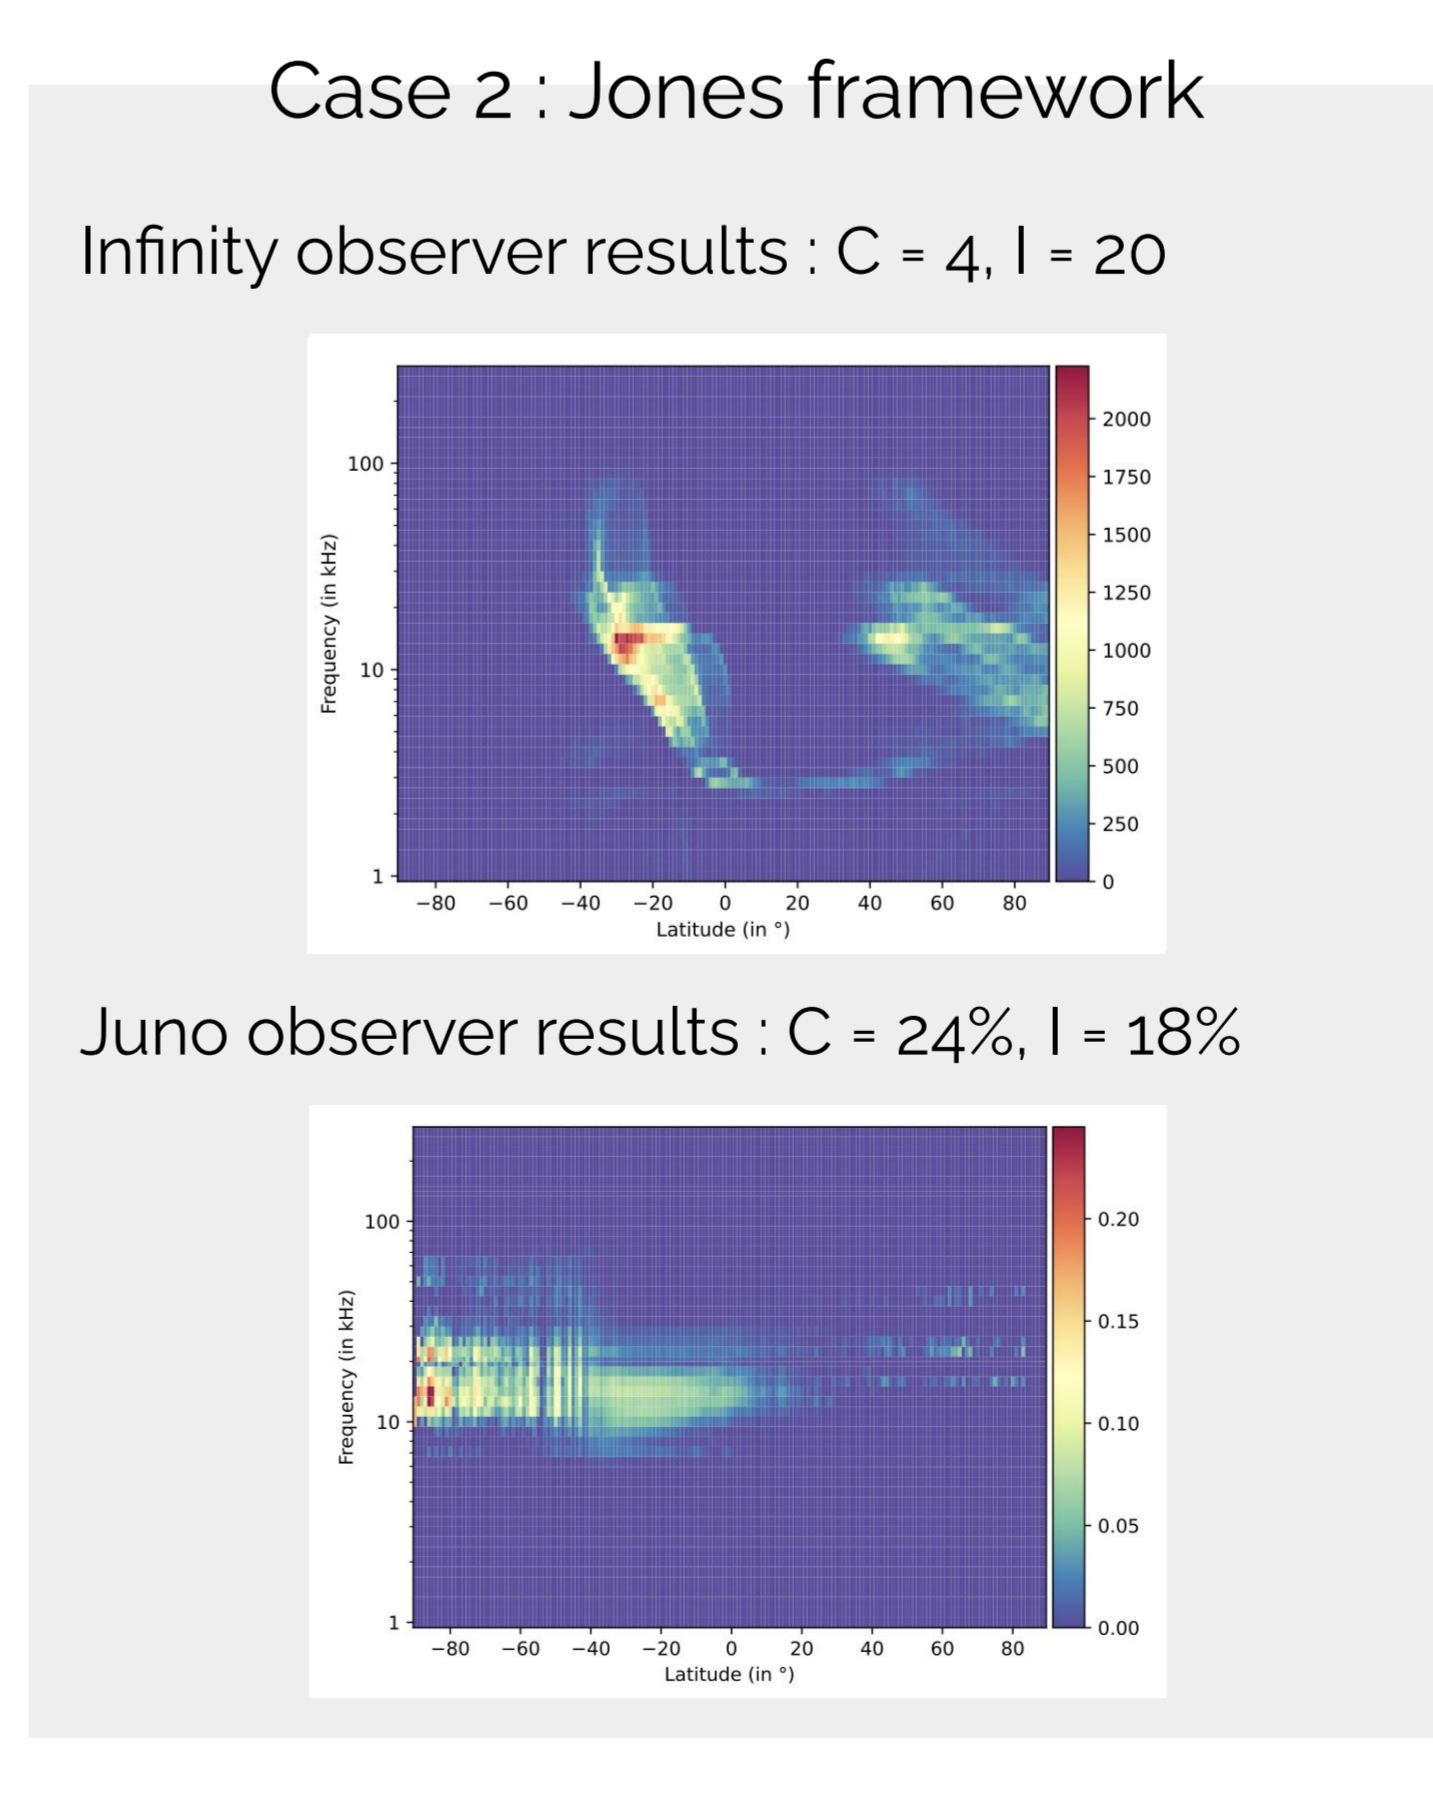 Case 2 : Jones framework
Infinity observer results : C = 4, I = 20
100
10
1
Frequency (in kHz)
−80 −60 −40 −20 0 20 40 60 80
Latitude (in °)
2000
1750
1500
1250
1000
750
500
250
0
Juno observer results : C = 24%, I = 18%
100
10
1
Frequency (in kHz)
−80 −60 −40 −20 0 20 40 60 80
Latitude (in °)
0.20
0.15
0.10
0.05
0.00